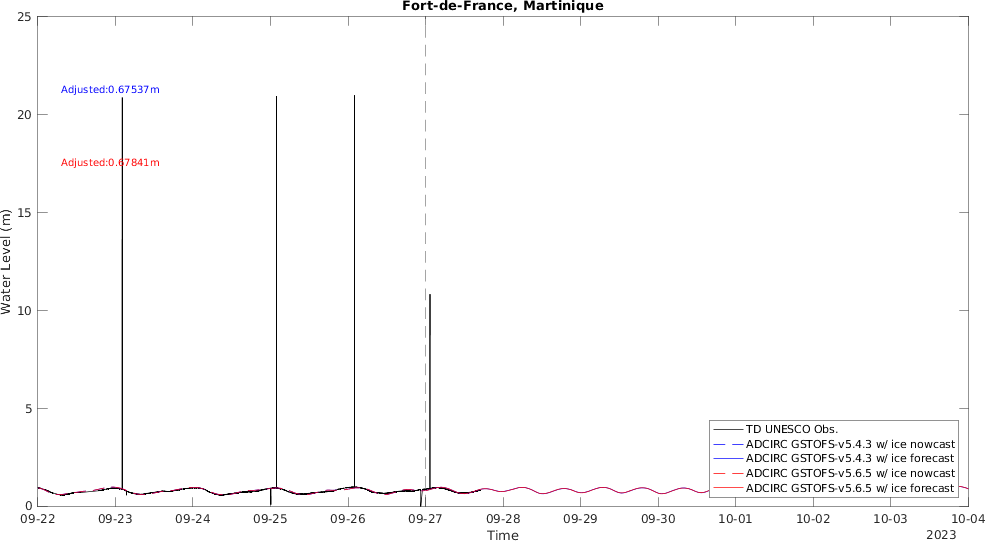 Fort-de-France, Martinique
25
20
15
10
5
0
Water Level (m)
Adjusted:0.67537m
Adjusted:0.67841m
TD UNESCO Obs.
ADCIRC GSTOFS-v5.4.3 w/ ice nowcast
ADCIRC GSTOFS-v5.4.3 w/ ice forecast
ADCIRC GSTOFS-v5.6.5 w/ ice nowcast
ADCIRC GSTOFS-v5.6.5 w/ ice forecast
09-22 09-23 09-24 09-25 09-26 09-27 09-28 09-29 09-30 10-01 10-02 10-03 10-04
Time
2023